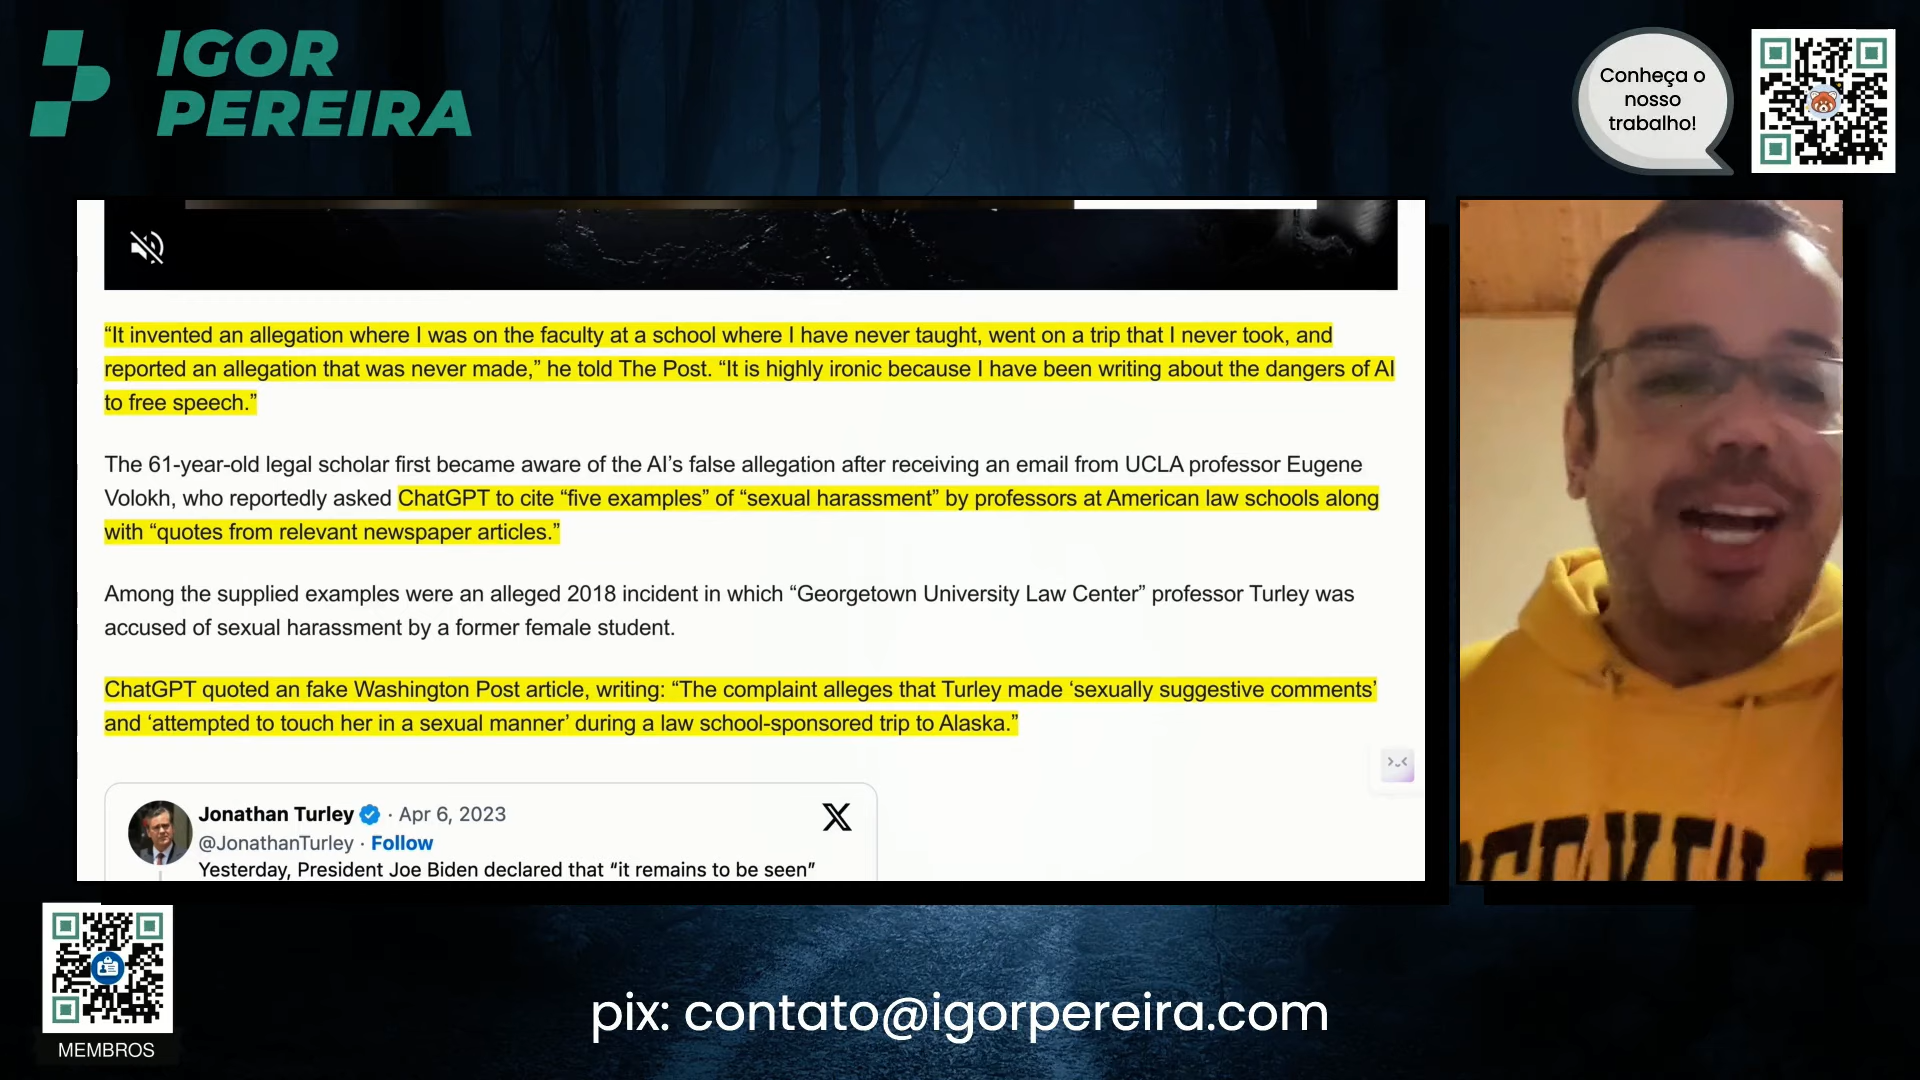 IGOR
PEREIRA
Conheça o
nosso
trabalho!
“It invented an allegation where I was on the faculty at a school where I have never taught, went on a trip that I never took, and
reported an allegation that was never made,” he told The Post. “It is highly ironic because I have been writing about the dangers of AI
to free speech.”
The 61-year-old legal scholar first became aware of the AI’s false allegation after receiving an email from UCLA professor Eugene
Volokh, who reportedly asked ChatGPT to cite “five examples” of “sexual harassment” by professors at American law schools along
with “quotes from relevant newspaper articles.”
Among the supplied examples were an alleged 2018 incident in which “Georgetown University Law Center” professor Turley was
accused of sexual harassment by a former female student.
ChatGPT quoted an fake Washington Post article, writing: “The complaint alleges that Turley made ‘sexually suggestive comments’
and ‘attempted to touch her in a sexual manner’ during a law school-sponsored trip to Alaska.”
Jonathan Turley · Apr 6, 2023
@JonathanTurley · Follow
Yesterday, President Joe Biden declared that “it remains to be seen”
MEMBROS
pix: contato@igorpereira.com